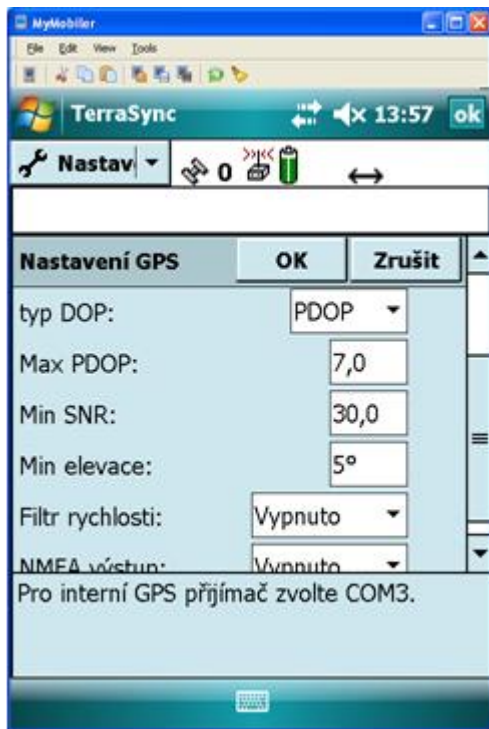 MyMobiler
File Edit View Tools
TerraSync 13:57 ok
Nastav 0
Nastavení GPS OK Zrušit
typ DOP: PDOP
Max PDOP: 7,0
Min SNR: 30,0
Min elevace: 5°
Filtr rychlosti: Vypnuto
NMEA výstup: Vypnuto
Pro interní GPS přijímač zvolte COM3.